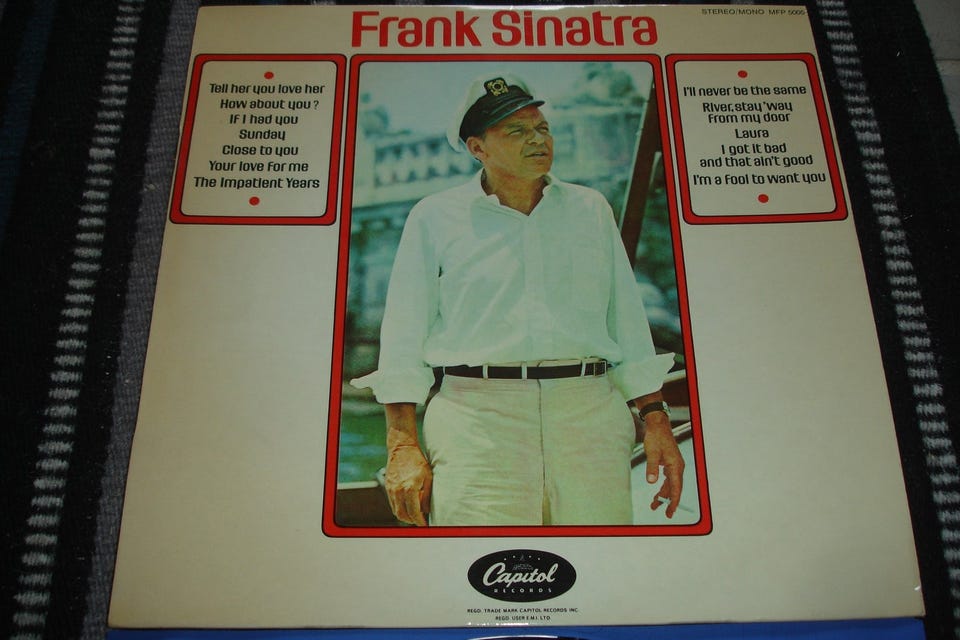 Frank Sinatra
STEREO/MONO MFP 5005
Tell her you love her
How about you?
If I had you
Sunday
Close to you
Your love for me
The Impatient Years
I'll never be the same
River, stay 'way
from my door
Laura
I got it bad
and that ain't good
I'm a fool to want you
Capitol
RECORDS
REGD. TRADE MARK CAPITOL RECORDS INC.
REGD. USER E.M.I. LTD